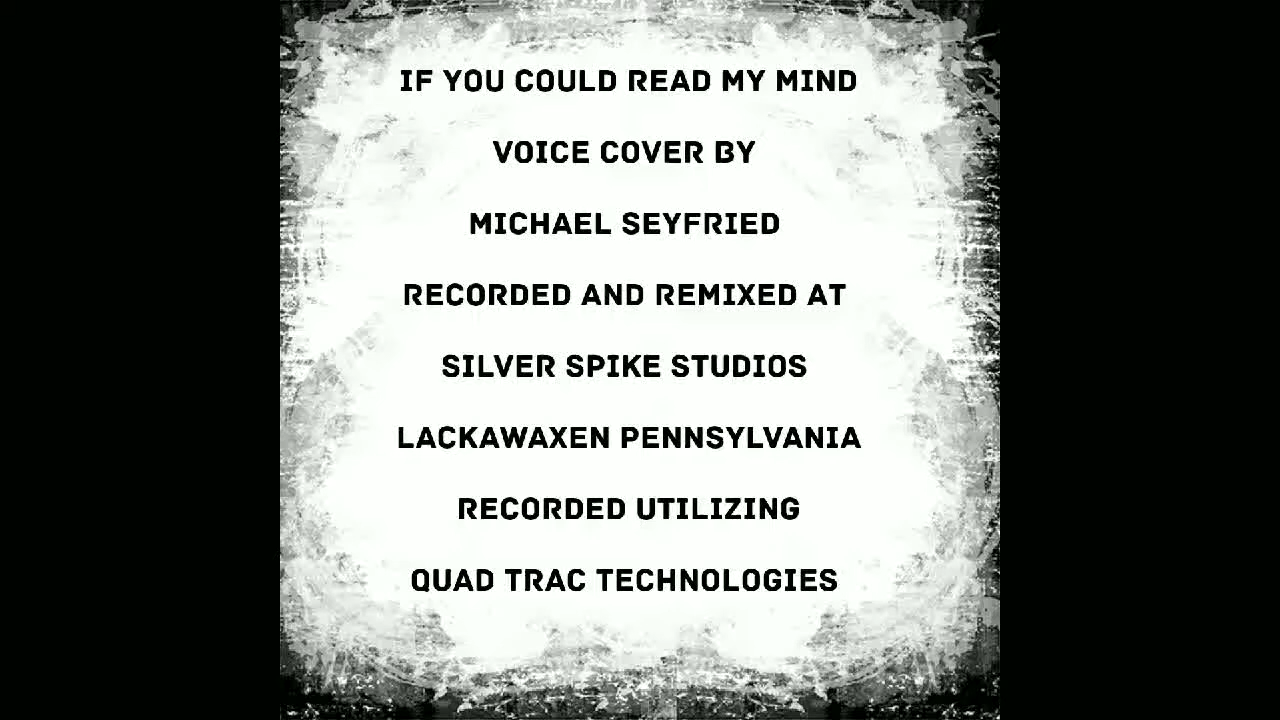 IF YOU COULD READ MY MIND
VOICE COVER BY
MICHAEL SEYFRIED
RECORDED AND REMIXED AT
SILVER SPIKE STUDIOS
LACKAWAXEN PENNSYLVANIA
RECORDED UTILIZING
QUAD TRAC TECHNOLOGIES